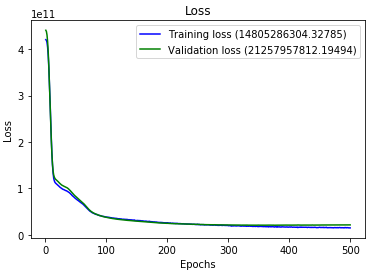 Loss
1e11
Training loss (14805286304.32785)
Validation loss (21257957812.19494)
4
3
2
1
0
Loss
0
100
200
300
400
500
Epochs